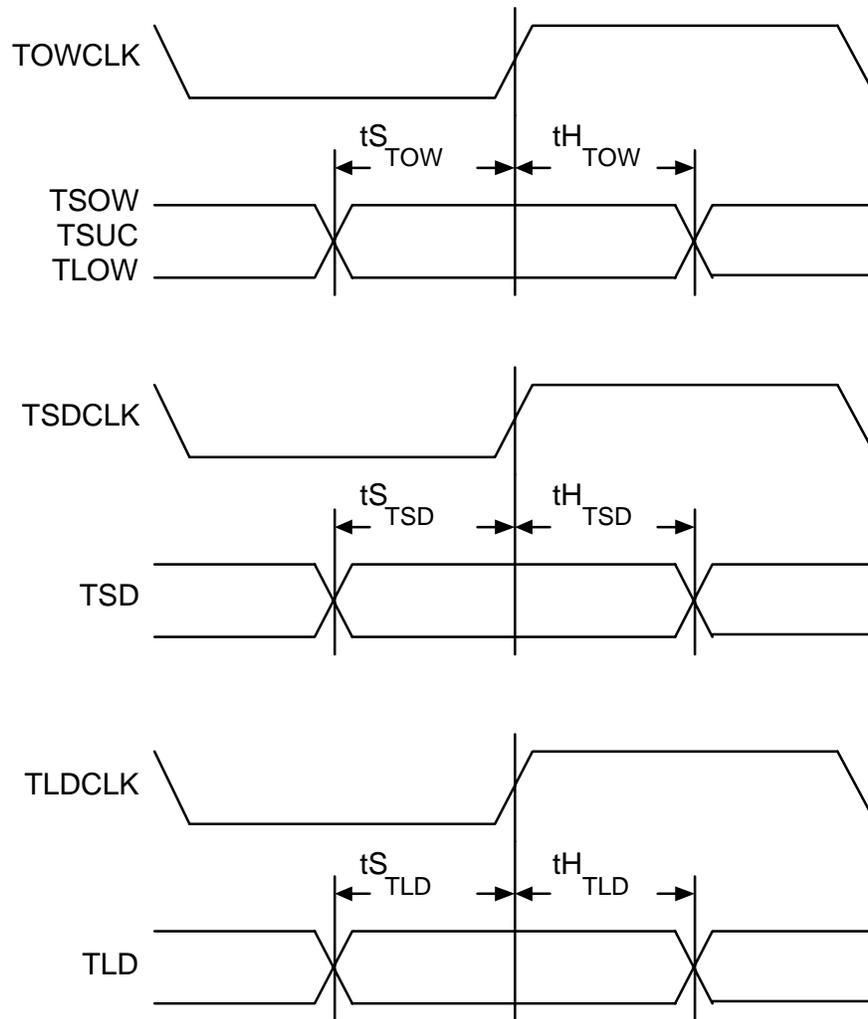 TOWCLK
tS TOW tH TOW
TSOW
TSUC
TLOW
TSDCLK
tS TSD tH TSD
TSD
TLDCLK
tS TLD tH TLD
TLD